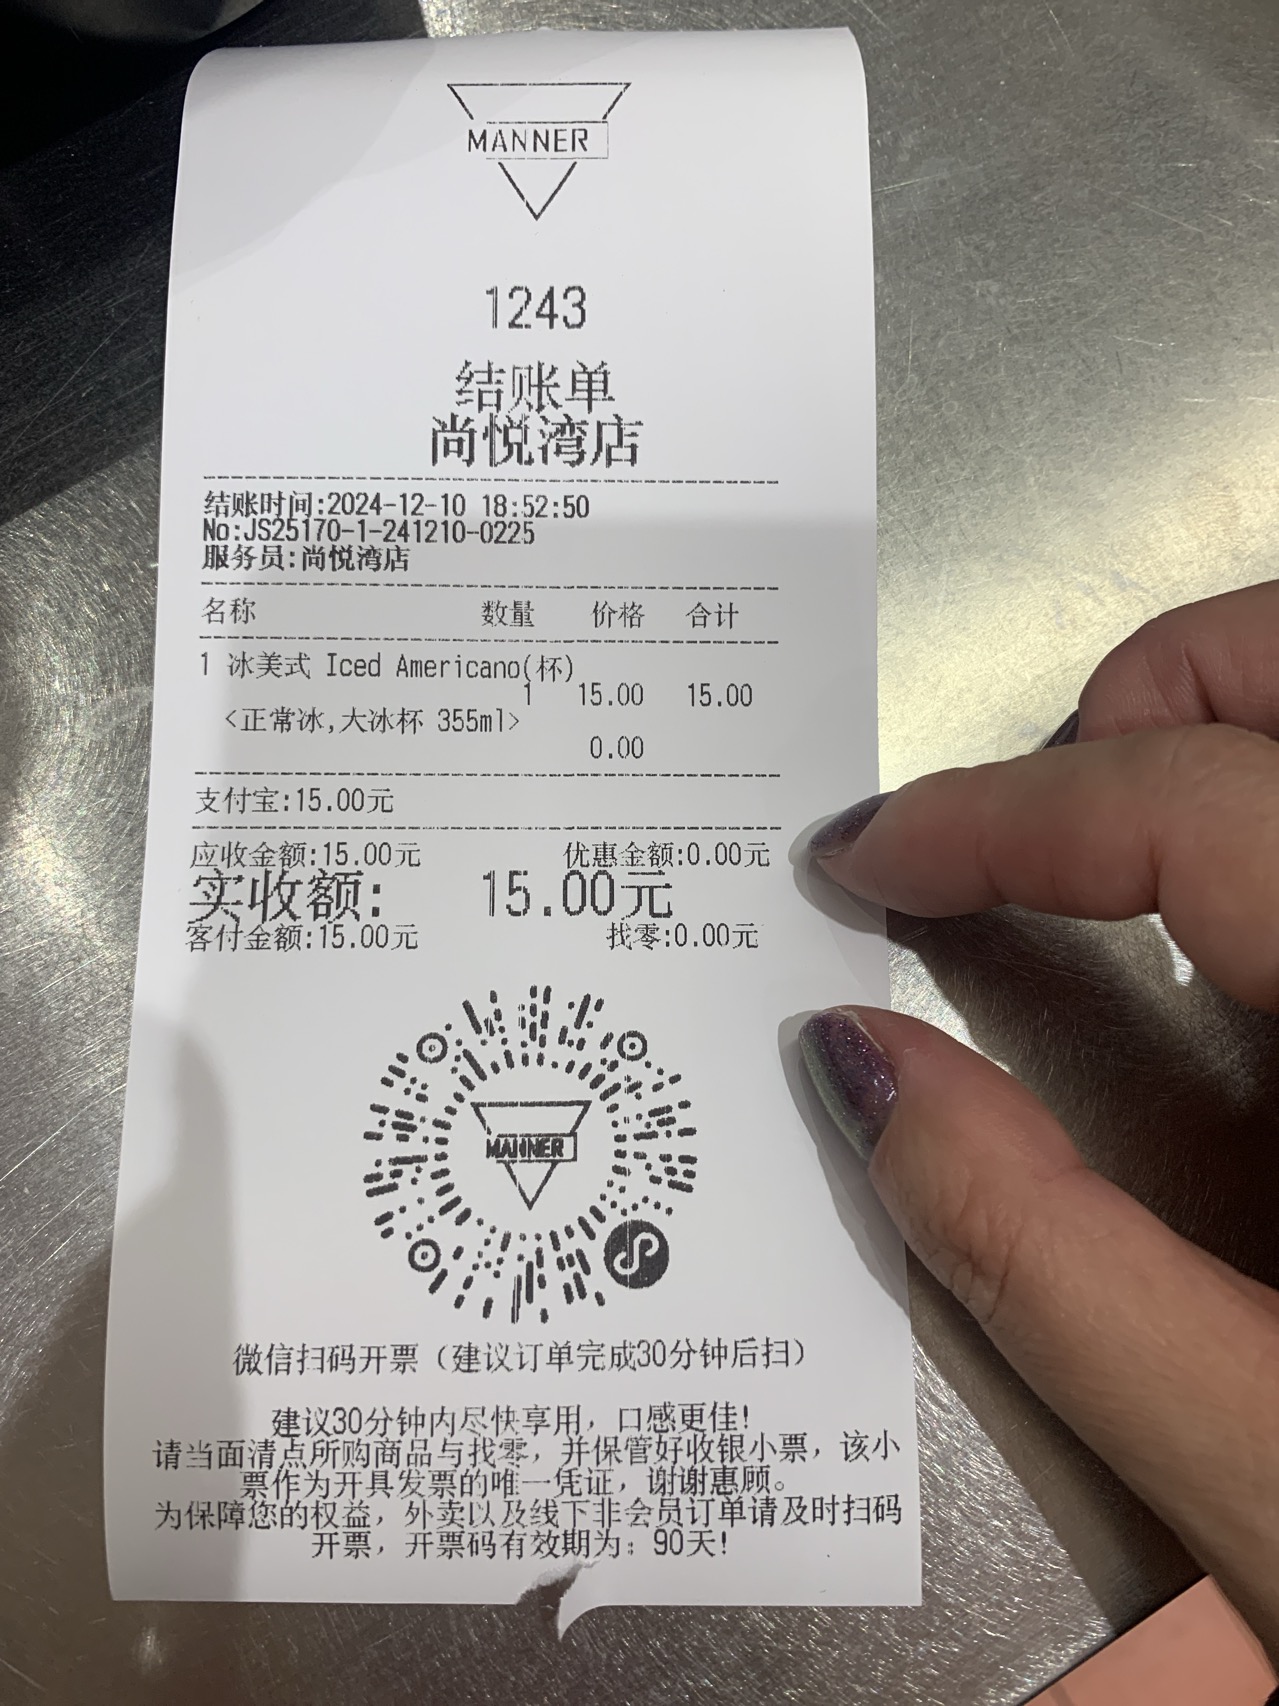 MANNER
1243
结账单
尚悦湾店
结账时间:2024-12-10 18:52:50
No:JS25170-1-241210-0225
服务员:尚悦湾店
名称 数量 价格 合计
1 冰美式 Iced Americano(杯)
1 15.00 15.00
<正常冰,大冰杯 355ml>
0.00
支付宝:15.00元
应收金额:15.00元 优惠金额:0.00元
实收额: 15.00元
客付金额:15.00元 找零:0.00元
MANNER
微信扫码开票（建议订单完成30分钟后扫）
建议30分钟内尽快享用，口感更佳!
请当面清点所购商品与找零，并保管好收银小票，该小
票作为开具发票的唯一凭证，谢谢惠顾。
为保障您的权益，外卖以及线下非会员订单请及时扫码
开票，开票码有效期为：90天!